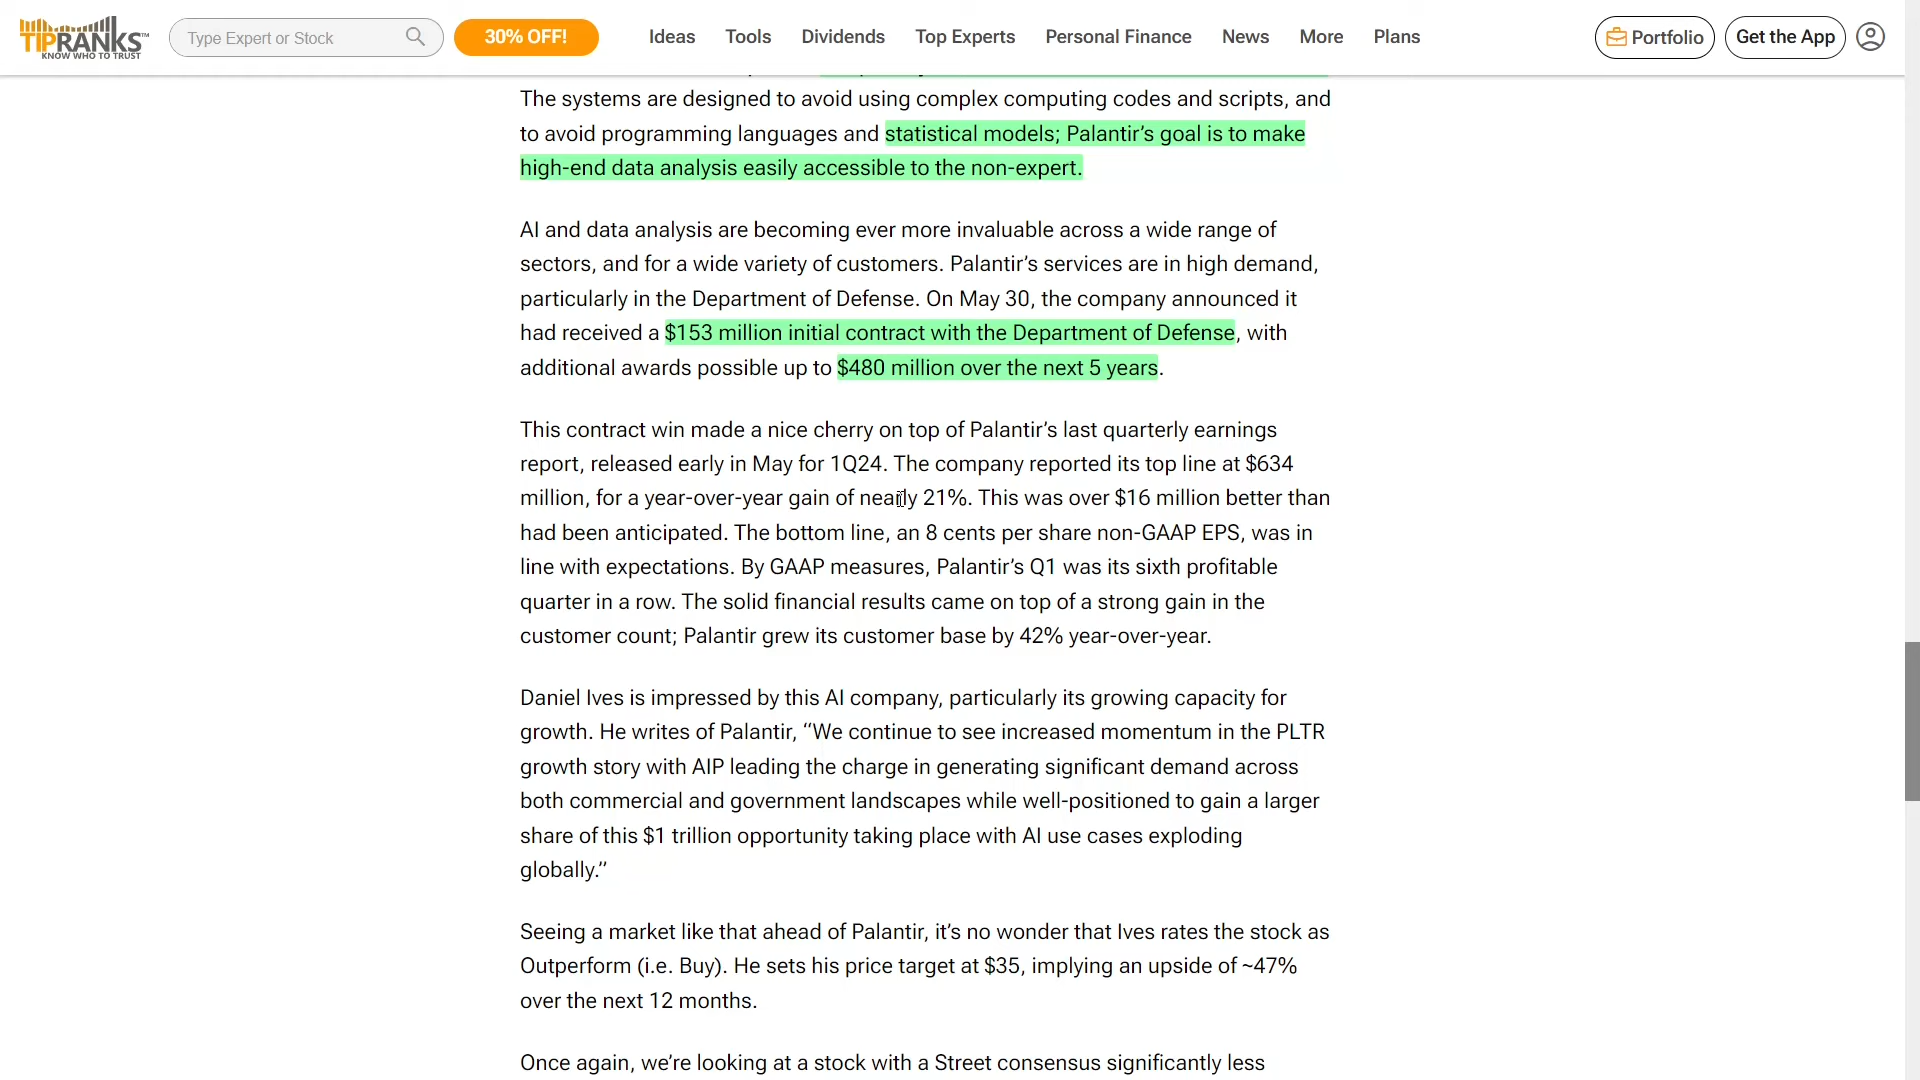 TIPRANKS™
KNOW WHO TO TRUST
Type Expert or Stock
30% OFF!
Ideas
Tools
Dividends
Top Experts
Personal Finance
News
More
Plans
Portfolio
Get the App
The systems are designed to avoid using complex computing codes and scripts, and
to avoid programming languages and statistical models; Palantir’s goal is to make
high-end data analysis easily accessible to the non-expert.
AI and data analysis are becoming ever more invaluable across a wide range of
sectors, and for a wide variety of customers. Palantir’s services are in high demand,
particularly in the Department of Defense. On May 30, the company announced it
had received a $153 million initial contract with the Department of Defense, with
additional awards possible up to $480 million over the next 5 years.
This contract win made a nice cherry on top of Palantir’s last quarterly earnings
report, released early in May for 1Q24. The company reported its top line at $634
million, for a year-over-year gain of nearly 21%. This was over $16 million better than
had been anticipated. The bottom line, an 8 cents per share non-GAAP EPS, was in
line with expectations. By GAAP measures, Palantir’s Q1 was its sixth profitable
quarter in a row. The solid financial results came on top of a strong gain in the
customer count; Palantir grew its customer base by 42% year-over-year.
Daniel Ives is impressed by this AI company, particularly its growing capacity for
growth. He writes of Palantir, “We continue to see increased momentum in the PLTR
growth story with AIP leading the charge in generating significant demand across
both commercial and government landscapes while well-positioned to gain a larger
share of this $1 trillion opportunity taking place with AI use cases exploding
globally.”
Seeing a market like that ahead of Palantir, it’s no wonder that Ives rates the stock as
Outperform (i.e. Buy). He sets his price target at $35, implying an upside of ~47%
over the next 12 months.
Once again, we’re looking at a stock with a Street consensus significantly less